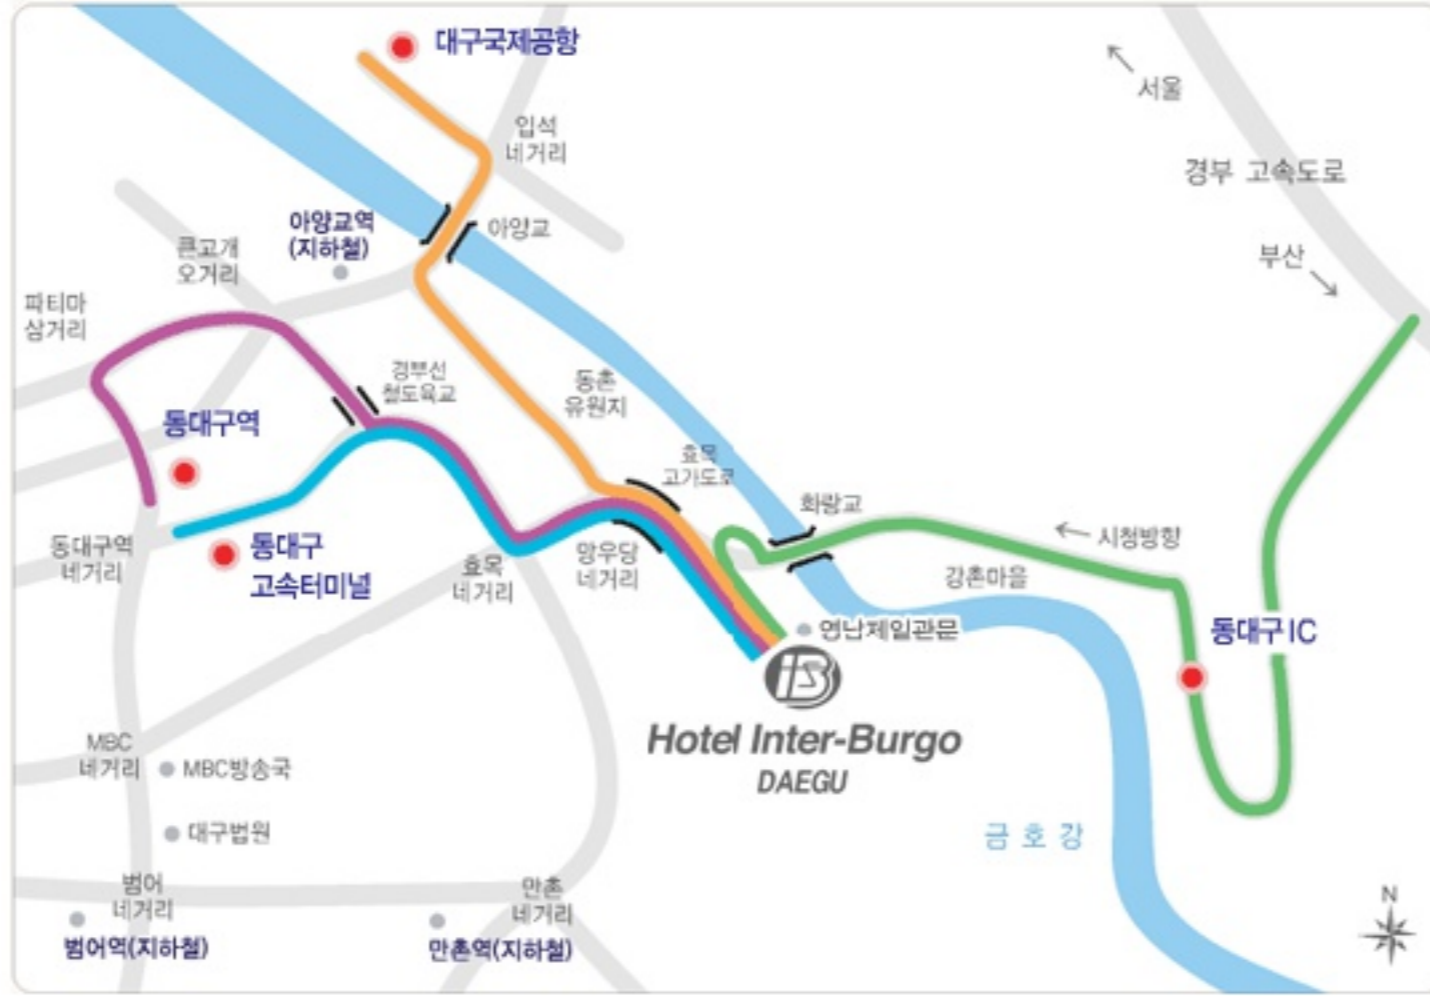 대구국제공항
서울
입석
네거리
경부 고속도로
아양교역
(지하철)
아양교
큰고개
오거리
부산
파티마
삼거리
경부선
철도육교
동촌
유원지
동대구역
효목
고가도로
화랑교
시청방향
동대구역
네거리
동대구
고속터미널
효목
네거리
망우당
네거리
강촌마을
영남제일관문
동대구 IC
IB
Hotel Inter-Burgo
DAEGU
MBC
네거리
MBC방송국
대구법원
금호강
범어
네거리
만촌
네거리
N
범어역(지하철)
만촌역(지하철)